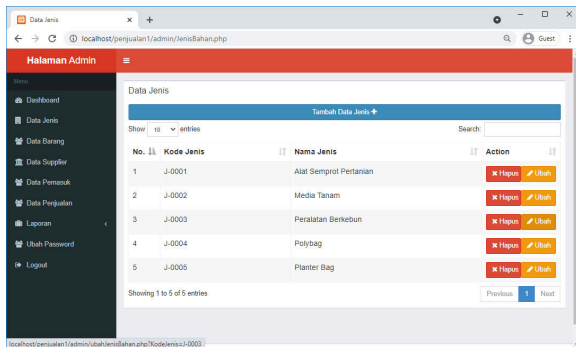 Data Jenis
localhost/penjualan1/admin/JenisBahan.php
Guest
Halaman Admin
Menu
Dashboard
Data Jenis
Data Barang
Data Supplier
Data Pemasuk
Data Penjualan
Laporan
Ubah Password
Logout
Data Jenis
Tambah Data Jenis
Show 10 entries Search:
No. Kode Jenis Nama Jenis Action
1 J-0001 Alat Semprot Pertanian Hapus Ubah
2 J-0002 Media Tanam Hapus Ubah
3 J-0003 Peralatan Berkebun Hapus Ubah
4 J-0004 Polybag Hapus Ubah
5 J-0005 Planter Bag Hapus Ubah
Showing 1 to 5 of 5 entries Previous 1 Next
localhost/penjualan1/admin/ubahJenisBahan.php?KodeJenis=J-0003